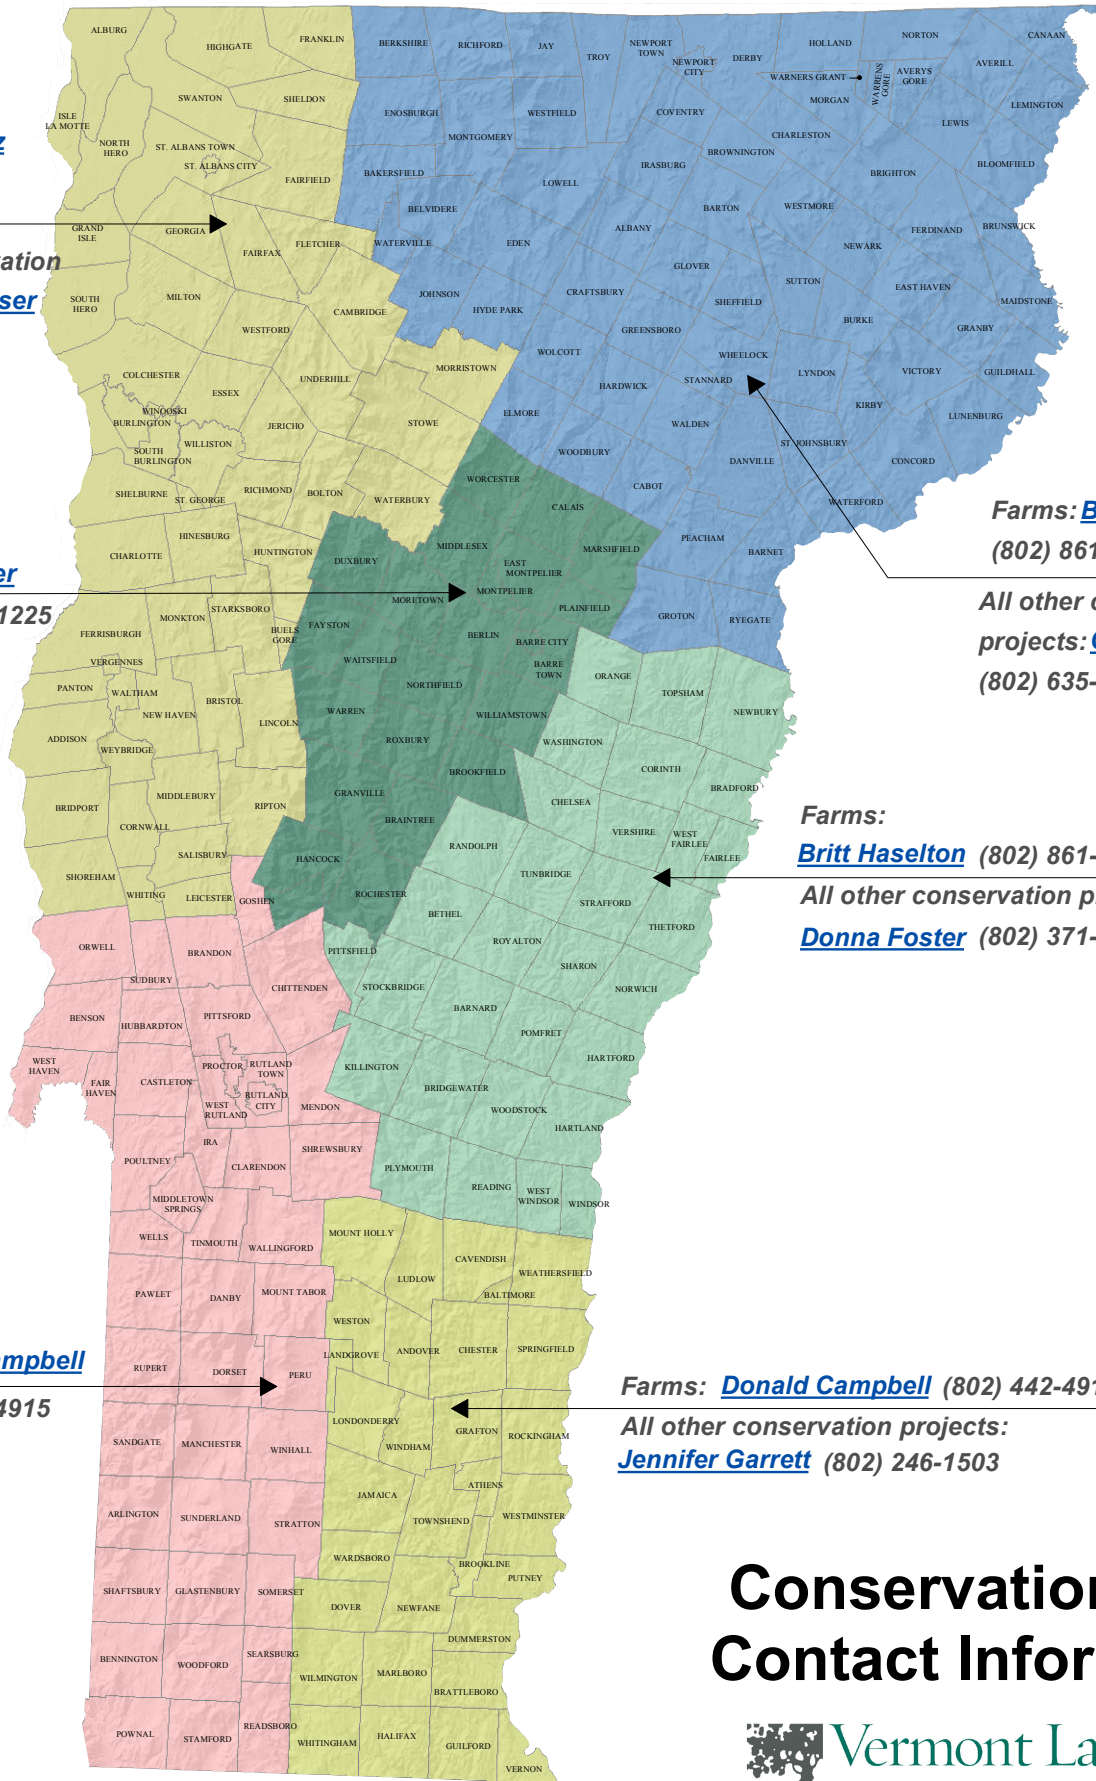 ALBURG
HIGHGATE
FRANKLIN
BERKSHIRE
RICHFORD
JAY
TROY
NEWPORT
TOWN
NEWPORT
CITY
DERBY
HOLLAND
NORTON
CANAAN
WARNERS GRANT
WARRENS
GORE
AVERYS
GORE
AVERILL
MORGAN
LEMINGTON
SWANTON
SHELDON
ISLE
LA MOTTE
ENOSBURGH
WESTFIELD
COVENTRY
LEWIS
NORTH
HERO
ST. ALBANS TOWN
ST. ALBANS CITY
MONTGOMERY
CHARLESTON
BROWNINGTON
IRASBURG
BLOOMFIELD
BRIGHTON
FAIRFIELD
BAKERSFIELD
LOWELL
BELVIDERE
BARTON
WESTMORE
GRAND
ISLE
GEORGIA
FAIRFAX
FLETCHER
WATERVILLE
EDEN
ALBANY
NEWARK
FERDINAND
BRUNSWICK
ation
ser
SOUTH
HERO
MILTON
GLOVER
SUTTON
EAST HAVEN
MAIDSTONE
JOHNSON
HYDE PARK
CRAFTSBURY
SHEFFIELD
CAMBRIDGE
WESTFORD
GREENSBORO
BURKE
GRANBY
WOLCOTT
WHEELOCK
COLCHESTER
ESSEX
UNDERHILL
MORRISTOWN
HARDWICK
STANNARD
LYNDON
VICTORY
GUILDHALL
WINOOSKI
BURLINGTON
JERICHO
STOWE
ELMORE
WALDEN
KIRBY
LUNENBURG
SOUTH
BURLINGTON
WILLISTON
WOODBURY
ST. JOHNSBURY
DANVILLE
CONCORD
SHELBURNE
ST. GEORGE
RICHMOND
BOLTON
WATERBURY
WORCESTER
CABOT
WATERFORD
CALAIS
Farms: B
(802) 861
HINESBURG
CHARLOTTE
HUNTINGTON
DUXBURY
MIDDLESEX
EAST
MONTPELIER
MARSHFIELD
PEACHAM
BARNET
er
1225
MORETOWN
MONTPELIER
PLAINFIELD
All other c
projects:
(802) 635-
FERRISBURGH
MONKTON
STARKSBORO
BUELS
GORE
FAYSTON
BERLIN
BARRE CITY
GROTON
RYEGATE
VERGENNES
WAITSFIELD
BARRE
TOWN
ORANGE
PANTON
WALTHAM
NEW HAVEN
BRISTOL
LINCOLN
NORTHFIELD
TOPSHAM
NEWBURY
WARREN
WILLIAMSTOWN
ADDISON
WEYBRIDGE
ROXBURY
WASHINGTON
CORINTH
BROOKFIELD
BRADFORD
BRIDPORT
MIDDLEBURY
RIPTON
GRANVILLE
CHELSEA
CORNWALL
BRAINTREE
VERSHIRE
WEST
FAIRLEE
FAIRLEE
SALISBURY
HANCOCK
RANDOLPH
Farms:
Britt Haselton (802) 861-
SHOREHAM
WHITING
LEICESTER
GOSHEN
ROCHESTER
TUNBRIDGE
STRAFFORD
All other conservation p
Donna Foster (802) 371-
BETHEL
THETFORD
ORWELL
BRANDON
PITTSFIELD
ROYALTON
SUDBURY
CHITTENDEN
STOCKBRIDGE
SHARON
NORWICH
BENSON
HUBBARDTON
PITTSFORD
BARNARD
POMFRET
WEST
HAVEN
FAIR
HAVEN
CASTLETON
PROCTOR
RUTLAND
TOWN
KILLINGTON
HARTFORD
WEST
RUTLAND
RUTLAND
CITY
MENDON
BRIDGEWATER
WOODSTOCK
HARTLAND
IRA
SHREWSBURY
POULTNEY
CLARENDON
PLYMOUTH
READING
WEST
WINDSOR
WINDSOR
MIDDLETOWN
SPRINGS
WELLS
TINMOUTH
WALLINGFORD
MOUNT HOLLY
CAVENDISH
WEATHERSFIELD
LUDLOW
BALTIMORE
PAWLET
DANBY
MOUNT TABOR
WESTON
LANDGROVE
ANDOVER
CHESTER
SPRINGFIELD
ampbell
4915
RUPERT
DORSET
PERU
Farms: Donald Campbell (802) 442-491
All other conservation projects:
Jennifer Garrett (802) 246-1503
LONDONDERRY
GRAFTON
ROCKINGHAM
SANDGATE
MANCHESTER
WINHALL
WINDHAM
JAMAICA
ATHENS
ARLINGTON
SUNDERLAND
STRATTON
TOWNSHEND
WESTMINSTER
WARDSBORO
BROOKLINE
PUTNEY
SHAFTSBURY
GLASTENBURY
SOMERSET
DOVER
NEWFANE
DUMMERSTON
BENNINGTON
WOODFORD
SEARSBURG
WILMINGTON
MARLBORO
BRATTLEBORO
POWNAL
STAMFORD
READSBORO
WHITINGHAM
HALIFAX
GUILFORD
VERNON
Conservation
Contact Infor
Vermont La